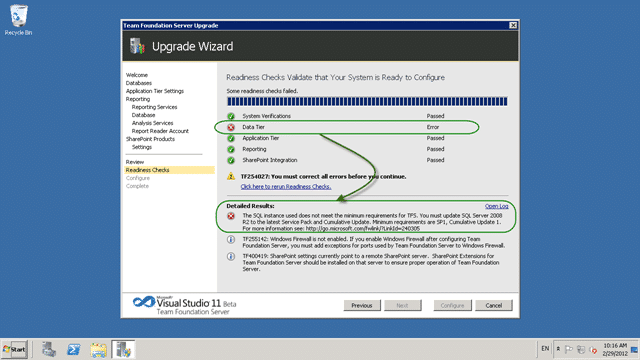 Recycle Bin
Team Foundation Server Upgrade
Upgrade Wizard
Welcome
Databases
Application Tier Settings
Reporting
Reporting Services
Database
Analysis Services
Report Reader Account
SharePoint Products
Settings
Review
Readiness Checks
Configure
Complete
Readiness Checks Validate that Your System is Ready to Configure
Some readiness checks failed.
System Verifications Passed
Data Tier Error
Application Tier Passed
Reporting Passed
SharePoint Integration Passed
TF254027: You must correct all errors before you continue.
Click here to rerun Readiness Checks.
Detailed Results: Open Log
The SQL instance used does not meet the minimum requirements for TFS. You must update SQL Server 2008
R2 to the latest Service Pack and Cumulative Update. Minimum requirements are SP1, Cumulative Update 1.
For more information see: http://go.microsoft.com/fwlink/?LinkId=240305
TF255142: Windows Firewall is not enabled. If you enable Windows Firewall after configuring Team
Foundation Server, you must add exceptions for ports used by Team Foundation Server to Windows Firewall.
TF400419: SharePoint settings currently point to a remote SharePoint server. SharePoint Extensions for
Team Foundation Server should be installed on that server to ensure proper operation of Team Foundation
Server.
Microsoft
Visual Studio 11 Beta
Team Foundation Server
Previous Next Configure Cancel
Start EN 10:16 AM
2/29/2012